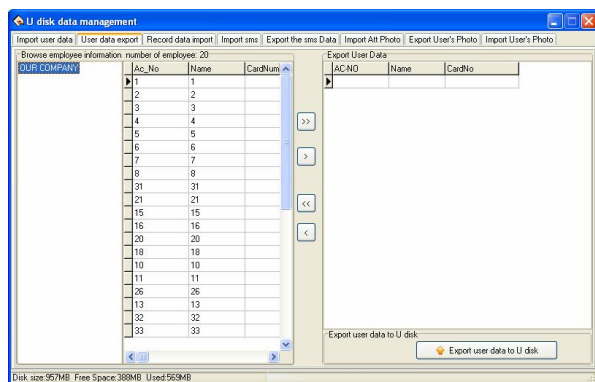 U disk data management
Import user data User data export Record data import Import sms Export the sms Data Import Att Photo Export User's Photo Import User's Photo
Browse employee information number of employee: 20
Export User Data
OUR COMPANY:
Ac_No Name CardNum
AC-NO Name CardNo
1 1
2 2
3 3
4 4
5 5
6 6
7 7
8 8
31 31
21 21
15 15
16 16
20 20
18 18
10 10
11 11
26 26
13 13
32 32
33 33
>>
>
<<
<
Export user data to U disk
Export user data to U disk
Disk size:957MB Free Space:388MB Used:569MB